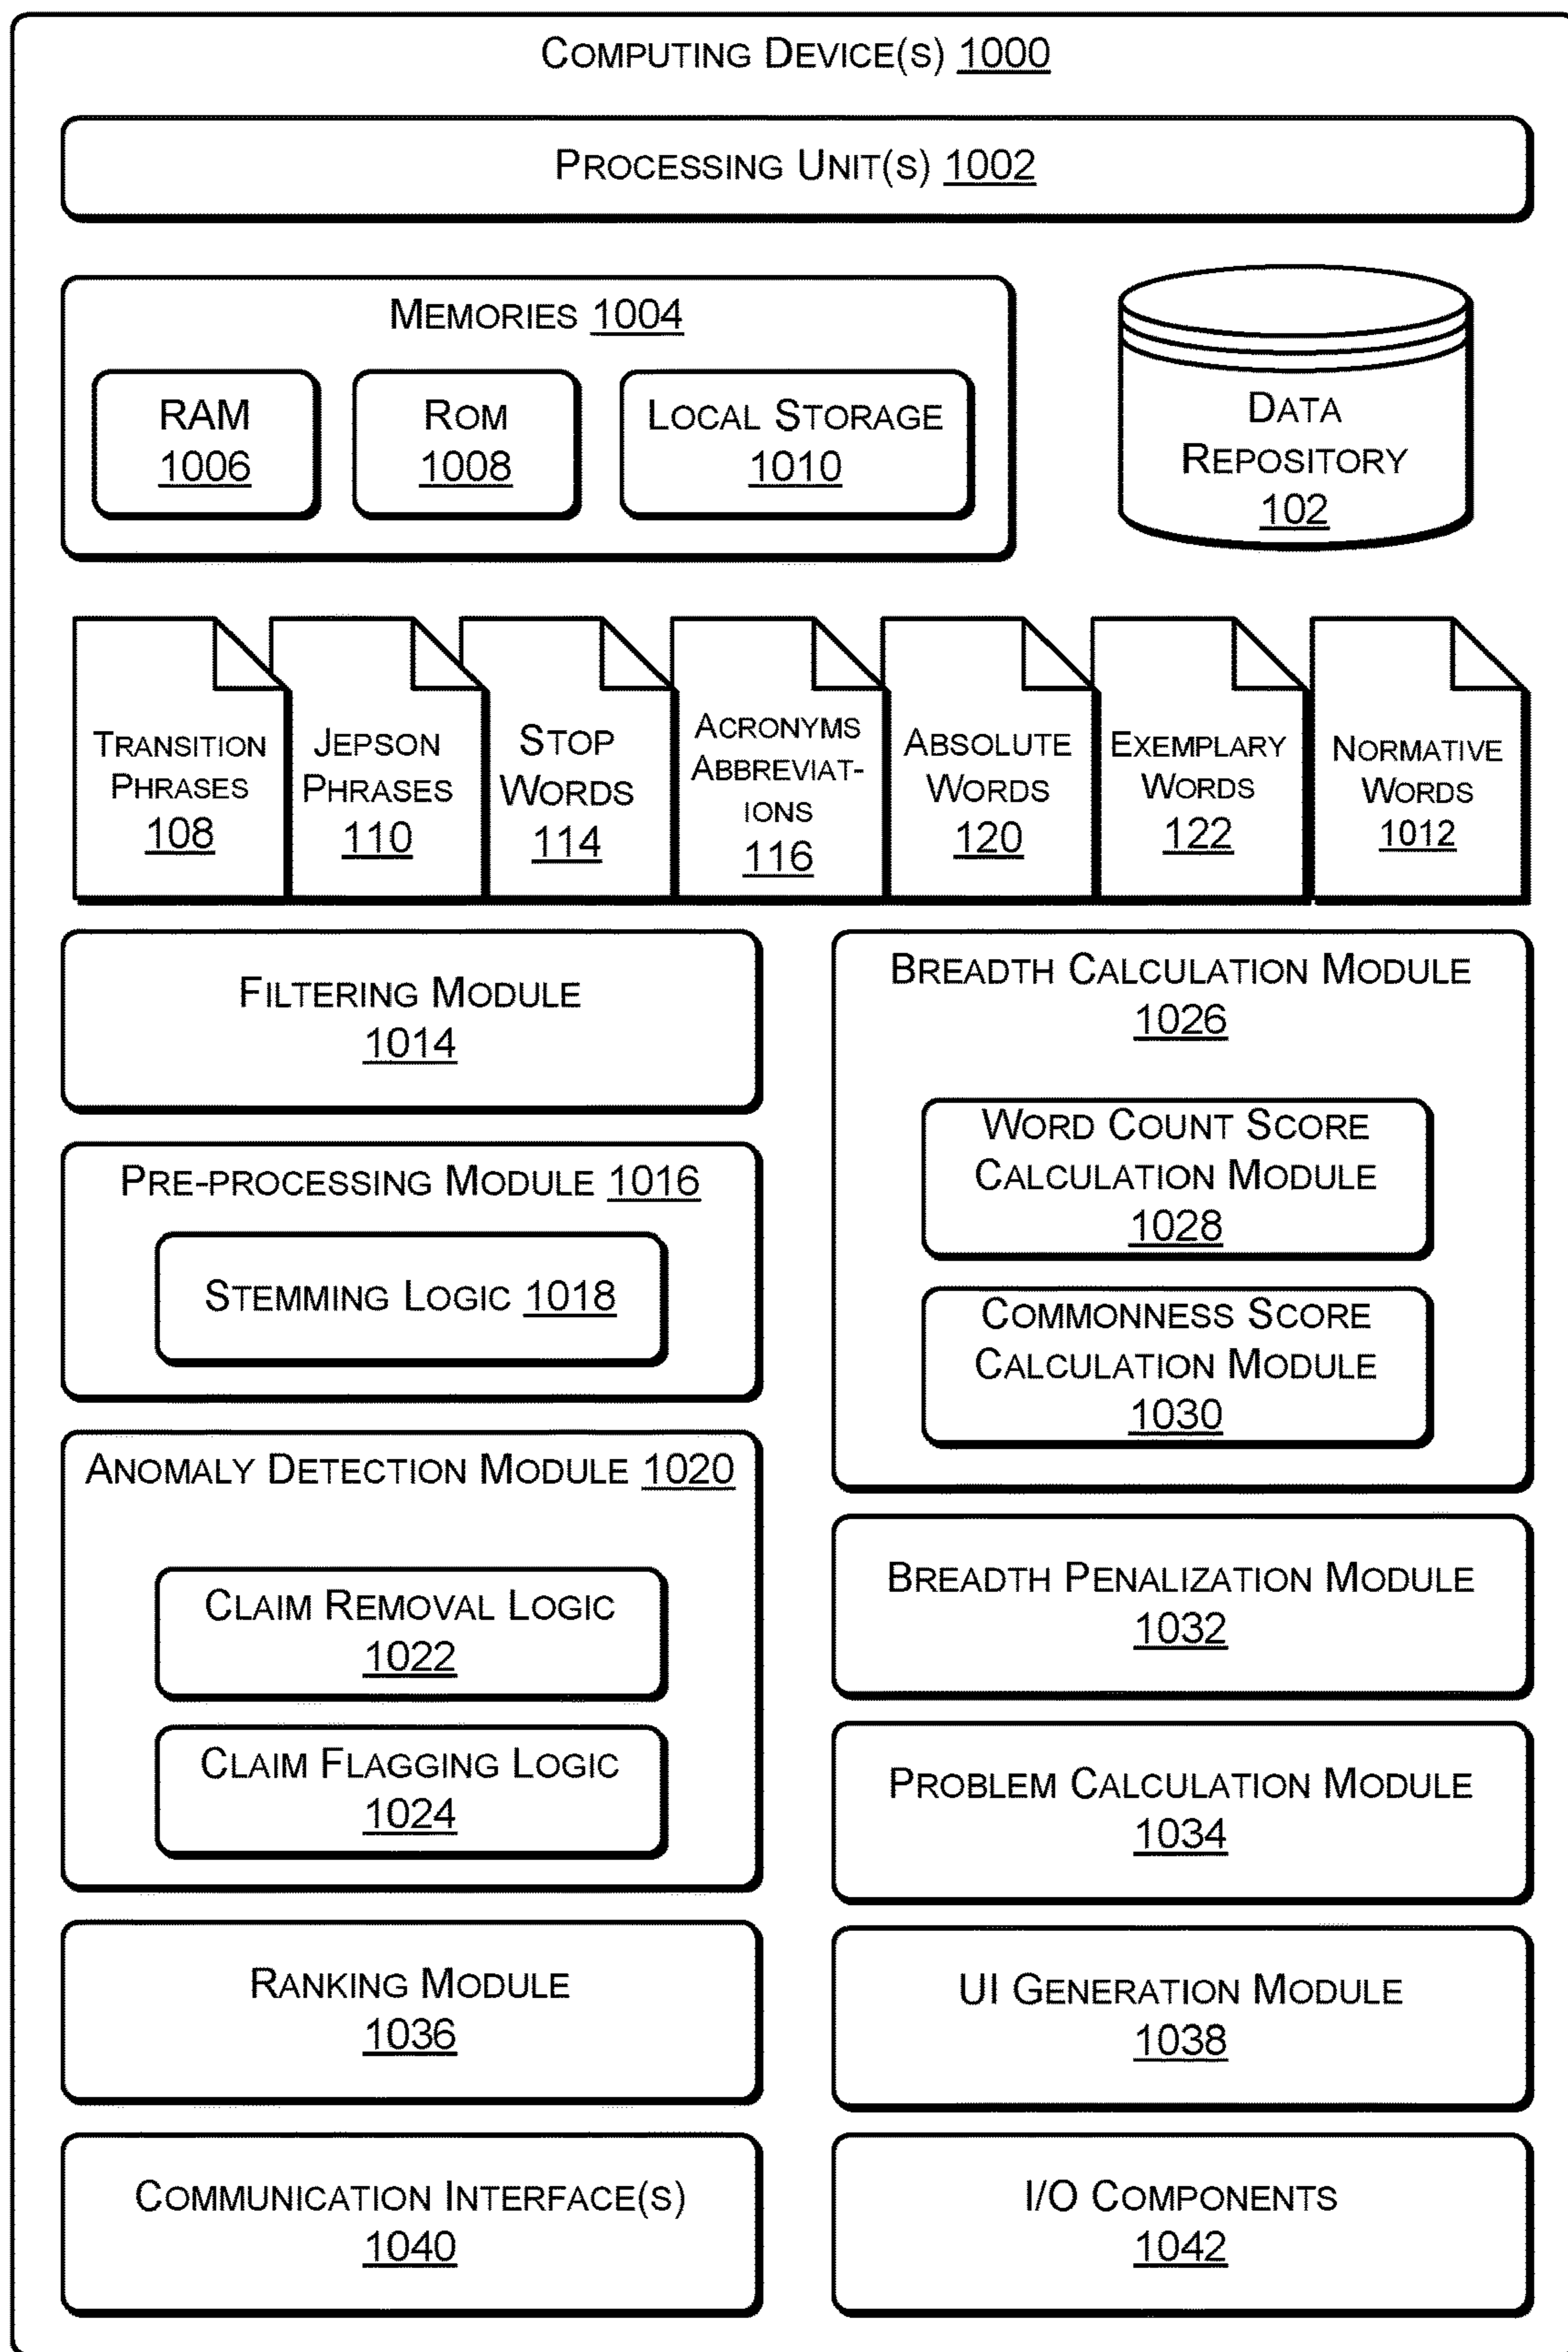 COMPUTING DEVICE(S) 1000
PROCESSING UNIT(S) 1002
MEMORIES 1004
RAM
1006
ROM
1008
LOCAL STORAGE
1010
DATA
REPOSITORY
102
TRANSITION
PHRASES
108
JEPSON
PHRASES
110
STOP
WORDS
114
ACRONYMS
ABBREVIAT-
IONS
116
ABSOLUTE
WORDS
120
EXEMPLARY
WORDS
122
NORMATIVE
WORDS
1012
FILTERING MODULE
1014
PRE-PROCESSING MODULE 1016
STEMMING LOGIC 1018
ANOMALY DETECTION MODULE 1020
CLAIM REMOVAL LOGIC
1022
CLAIM FLAGGING LOGIC
1024
BREADTH CALCULATION MODULE
1026
WORD COUNT SCORE
CALCULATION MODULE
1028
COMMONNESS SCORE
CALCULATION MODULE
1030
BREADTH PENALIZATION MODULE
1032
PROBLEM CALCULATION MODULE
1034
RANKING MODULE
1036
UI GENERATION MODULE
1038
COMMUNICATION INTERFACE(S)
1040
I/O COMPONENTS
1042